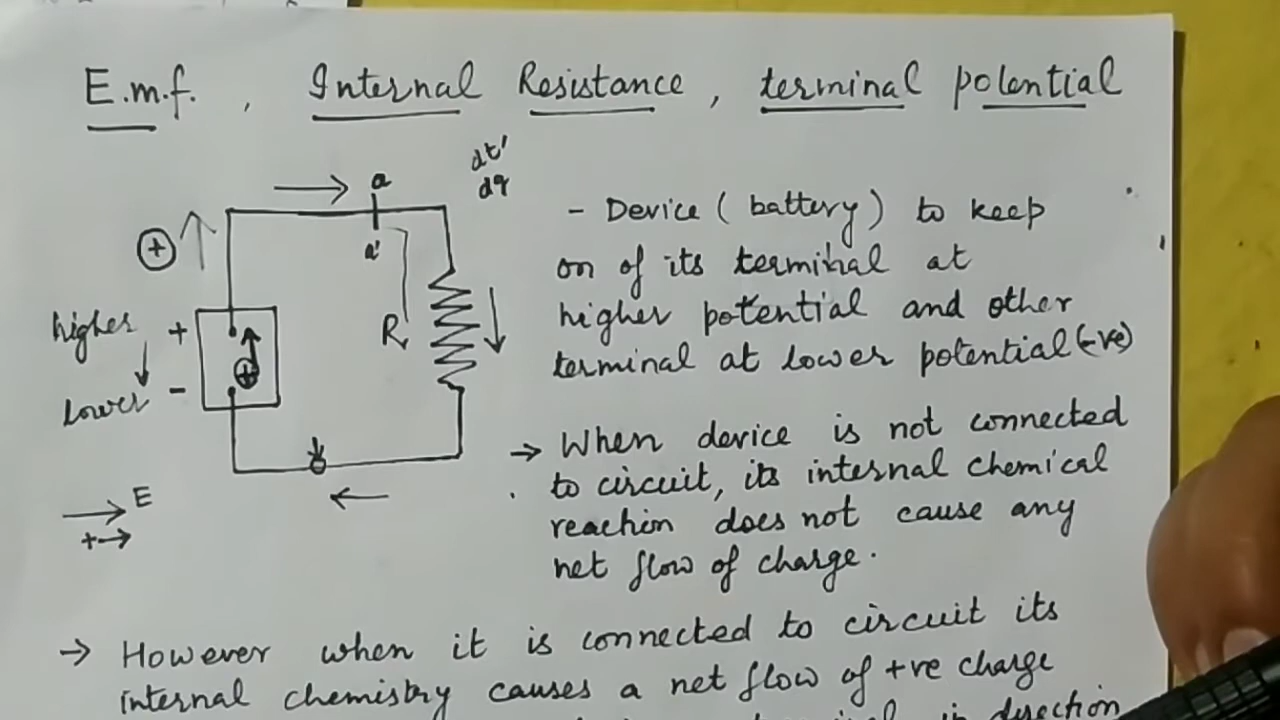 E.m.f. , Internal Resistance , terminal potential
dt'
dq
a
a'
+
higher
+
R
+
-
Lower
E
+→
- Device ( battery ) to keep
on of its terminal at
higher potential and other
terminal at lower potential (-ve)
→ When device is not connected
to circuit, its internal chemical
reaction does not cause any
net flow of charge.
→ However when it is connected to circuit its
internal chemistry causes a net flow of +ve charge
in direction